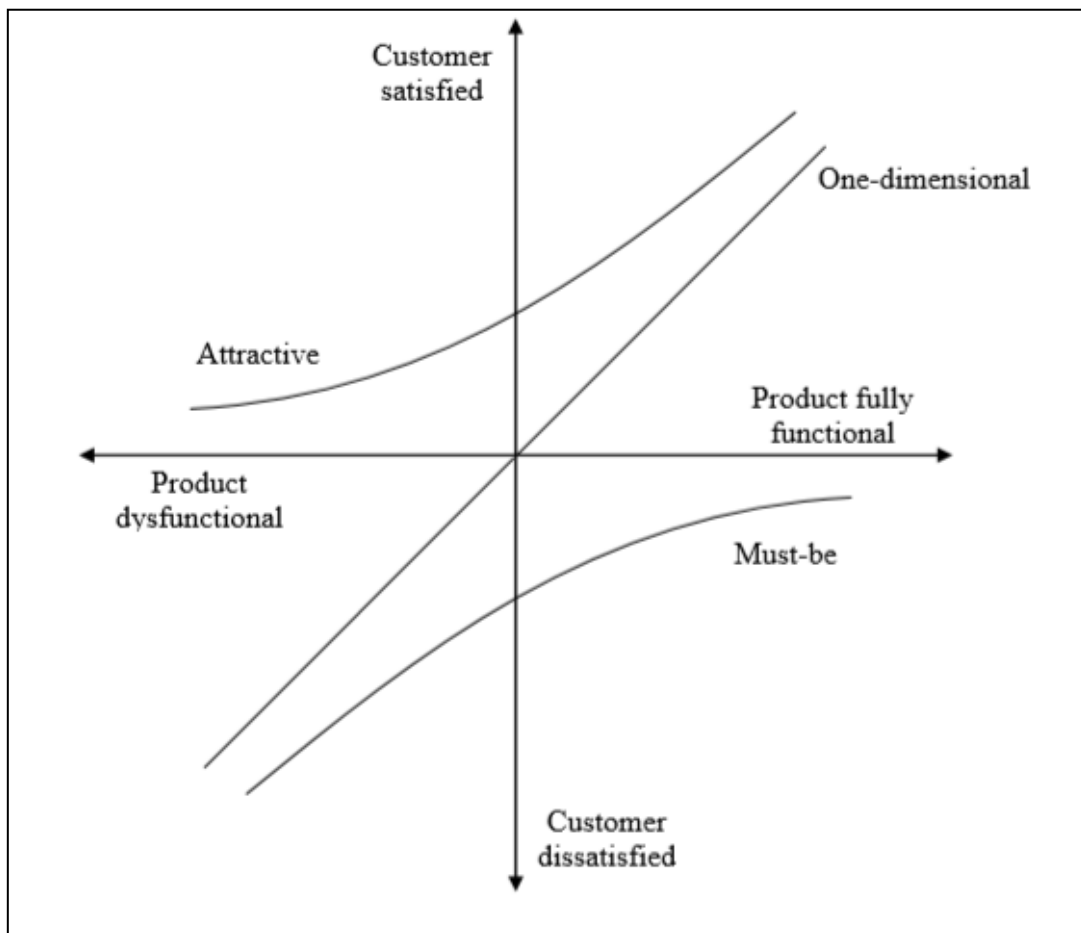 Customer
satisfied
One-dimensional
Attractive
Product fully
functional
Product
dysfunctional
Must-be
Customer
dissatisfied